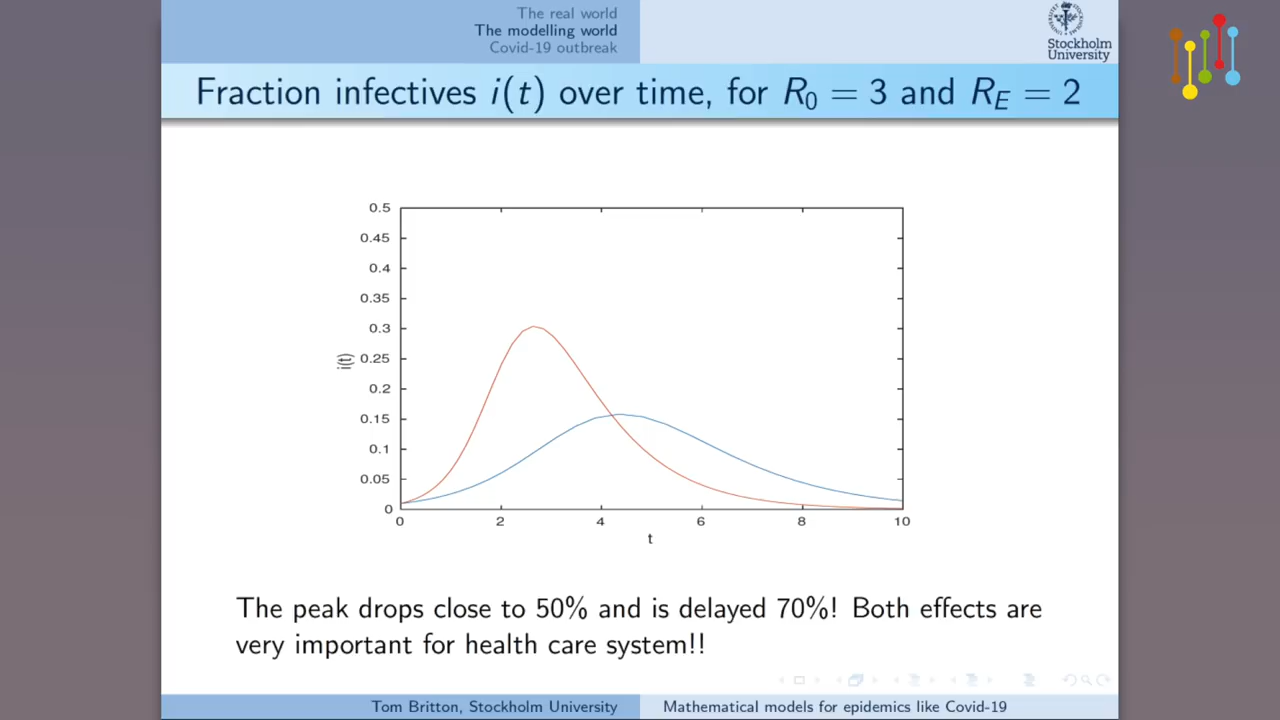 The real world
The modelling world
Covid-19 outbreak
Stockholm
University
Fraction infectives i(t) over time, for R₀ = 3 and R_E = 2
0.5
0.45
0.4
0.35
0.3
0.25
0.2
0.15
0.1
0.05
0
i(t)
0 2 4 6 8 10
t
The peak drops close to 50% and is delayed 70%! Both effects are
very important for health care system!!
Tom Britton, Stockholm University Mathematical models for epidemics like Covid-19